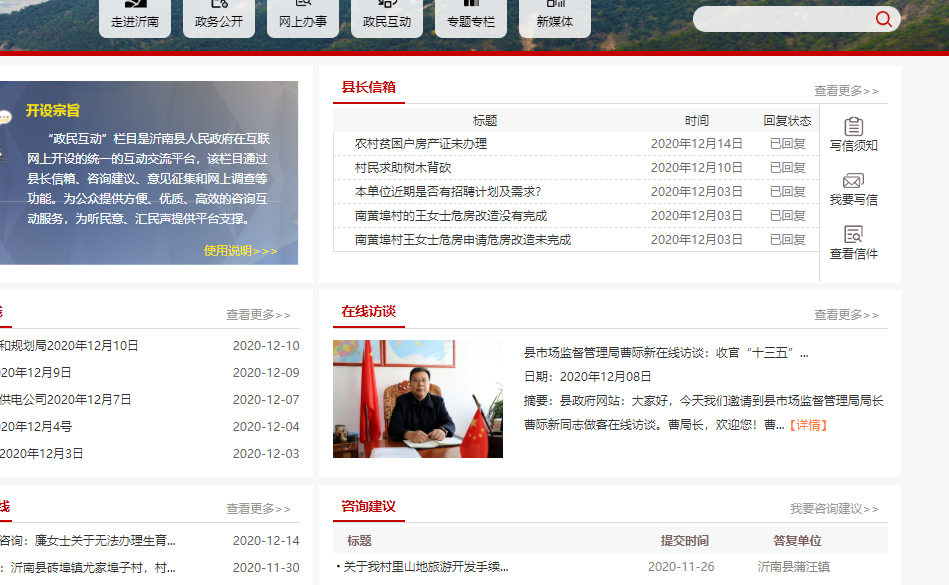 走进沂南 政务公开 网上办事 政民互动 专题专栏 新媒体
开设宗旨
“政民互动”栏目是沂南县人民政府在互联
网上开设的统一的互动交流平台，该栏目通过
县长信箱、咨询建议、意见征集和网上调查等
功能。为公众提供方便、优质、高效的咨询互
动服务，为听民意、汇民声提供平台支撑。
使用说明>>>
县长信箱 查看更多>>
标题 时间 回复状态
农村贫困户房产证未办理 2020年12月14日 已回复
村民求助树木背砍 2020年12月10日 已回复
本单位近期是否有招聘计划及需求？ 2020年12月03日 已回复
南黄埠村的王女士危房改造没有完成 2020年12月03日 已回复
南黄埠村王女士危房申请危房改造未完成 2020年12月03日 已回复
写信须知
我要写信
查看信件
线 查看更多>>
和规划局2020年12月10日 2020-12-10
20年12月9日 2020-12-09
供电公司2020年12月7日 2020-12-07
20年12月4号 2020-12-04
2020年12月3日 2020-12-03
在线访谈 查看更多>>
县市场监督管理局曹际新在线访谈：收官“十三五”...
日期：2020年12月08日
摘要：县政府网站：大家好，今天我们邀请到县市场监督管理局局长
曹际新同志做客在线访谈。曹局长，欢迎您！曹...【详情】
线 查看更多>>
咨询：廉女士关于无法办理生育... 2020-12-14
：沂南县砖埠镇尤家埠子村，村... 2020-11-30
咨询建议 我要咨询建议>>
标题 提交时间 答复单位
·关于我村里山地旅游开发手续... 2020-11-26 沂南县蒲汪镇